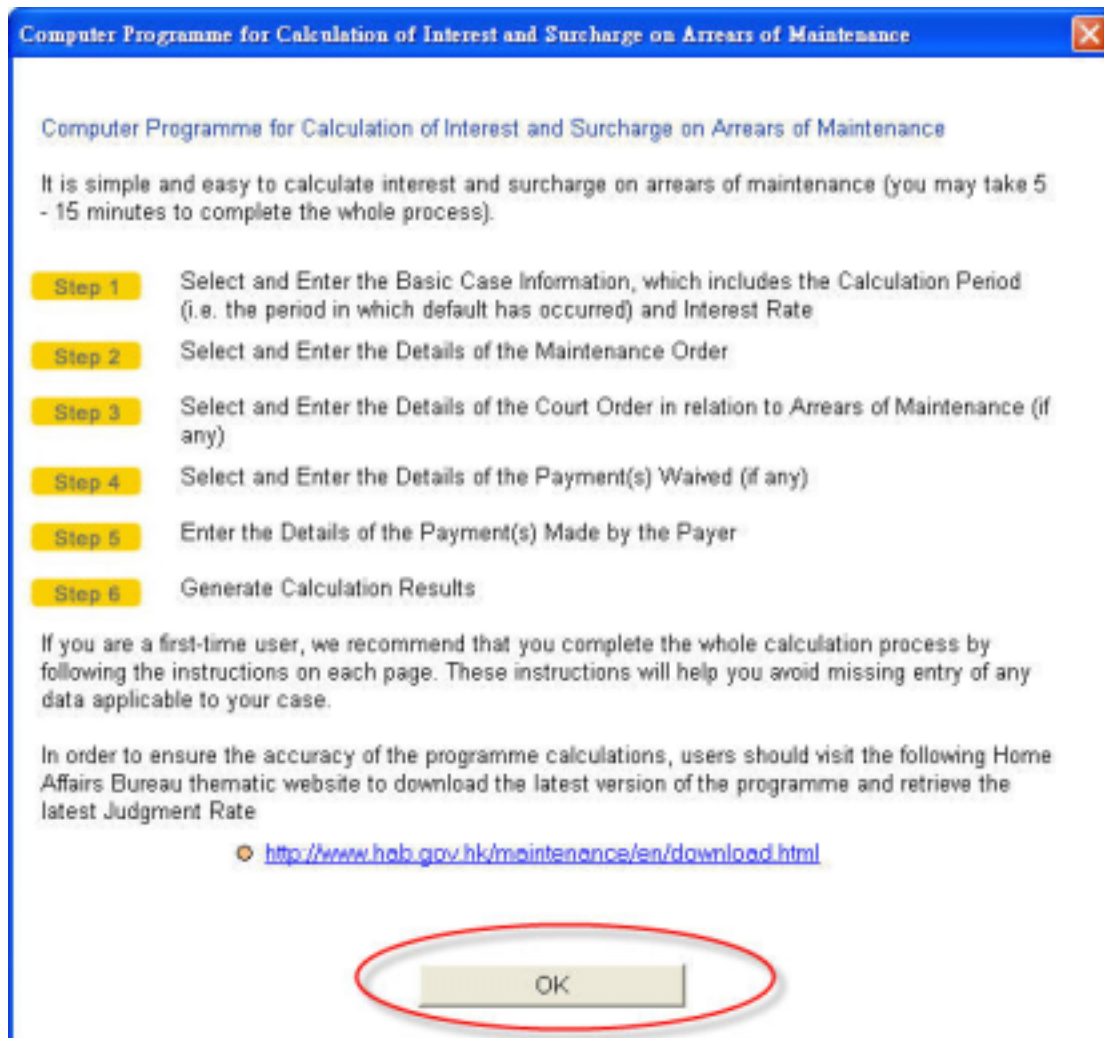 Computer Programme for Calculation of Interest and Surcharge on Arrears of Maintenance
Computer Programme for Calculation of Interest and Surcharge on Arrears of Maintenance
It is simple and easy to calculate interest and surcharge on arrears of maintenance (you may take 5
- 15 minutes to complete the whole process).
Step 1 Select and Enter the Basic Case Information, which includes the Calculation Period
(i.e. the period in which default has occurred) and Interest Rate
Step 2 Select and Enter the Details of the Maintenance Order
Step 3 Select and Enter the Details of the Court Order in relation to Arrears of Maintenance (if
any)
Step 4 Select and Enter the Details of the Payment(s) Waived (if any)
Step 5 Enter the Details of the Payment(s) Made by the Payer
Step 6 Generate Calculation Results
If you are a first-time user, we recommend that you complete the whole calculation process by
following the instructions on each page. These instructions will help you avoid missing entry of any
data applicable to your case.
In order to ensure the accuracy of the programme calculations, users should visit the following Home
Affairs Bureau thematic website to download the latest version of the programme and retrieve the
latest Judgment Rate
http://www.hab.gov.hk/maintenance/en/download.html
OK